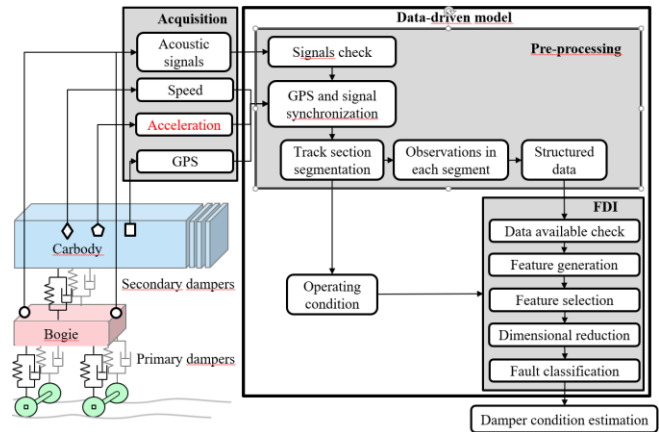 Acquisition
Acoustic
signals
Speed
Acceleration
GPS
Data-driven model
Pre-processing
Signals check
GPS and signal
synchronization
Track section
segmentation
Observations in
each segment
Structured
data
FDI
Data available check
Feature generation
Feature selection
Dimensional reduction
Fault classification
Operating
condition
Damper condition estimation
Carbody
Secondary dampers
Bogie
Primary dampers